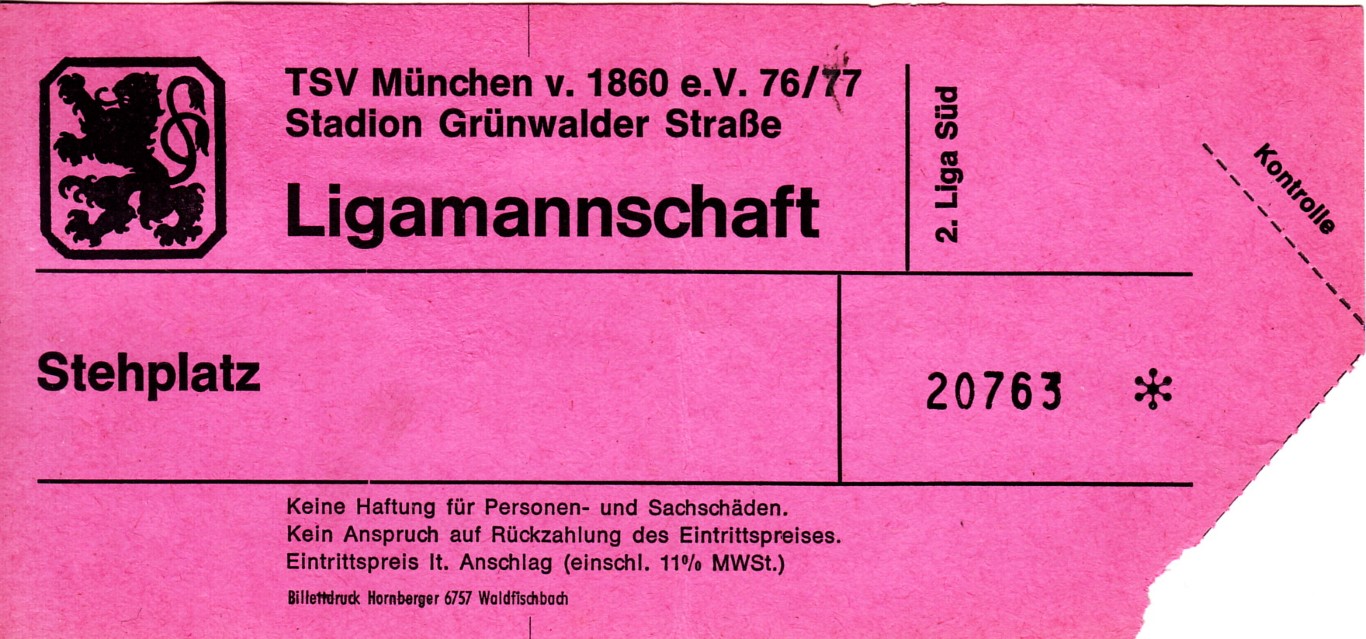 TSV München v. 1860 e.V. 76/77
Stadion Grünwalder Straße
Ligamannschaft
2. Liga Süd
Kontrolle
Stehplatz
20763 *
Keine Haftung für Personen- und Sachschäden.
Kein Anspruch auf Rückzahlung des Eintrittspreises.
Eintrittspreis lt. Anschlag (einschl. 11% MWSt.)
Billettdruck Hornberger 6757 Waldfischbach